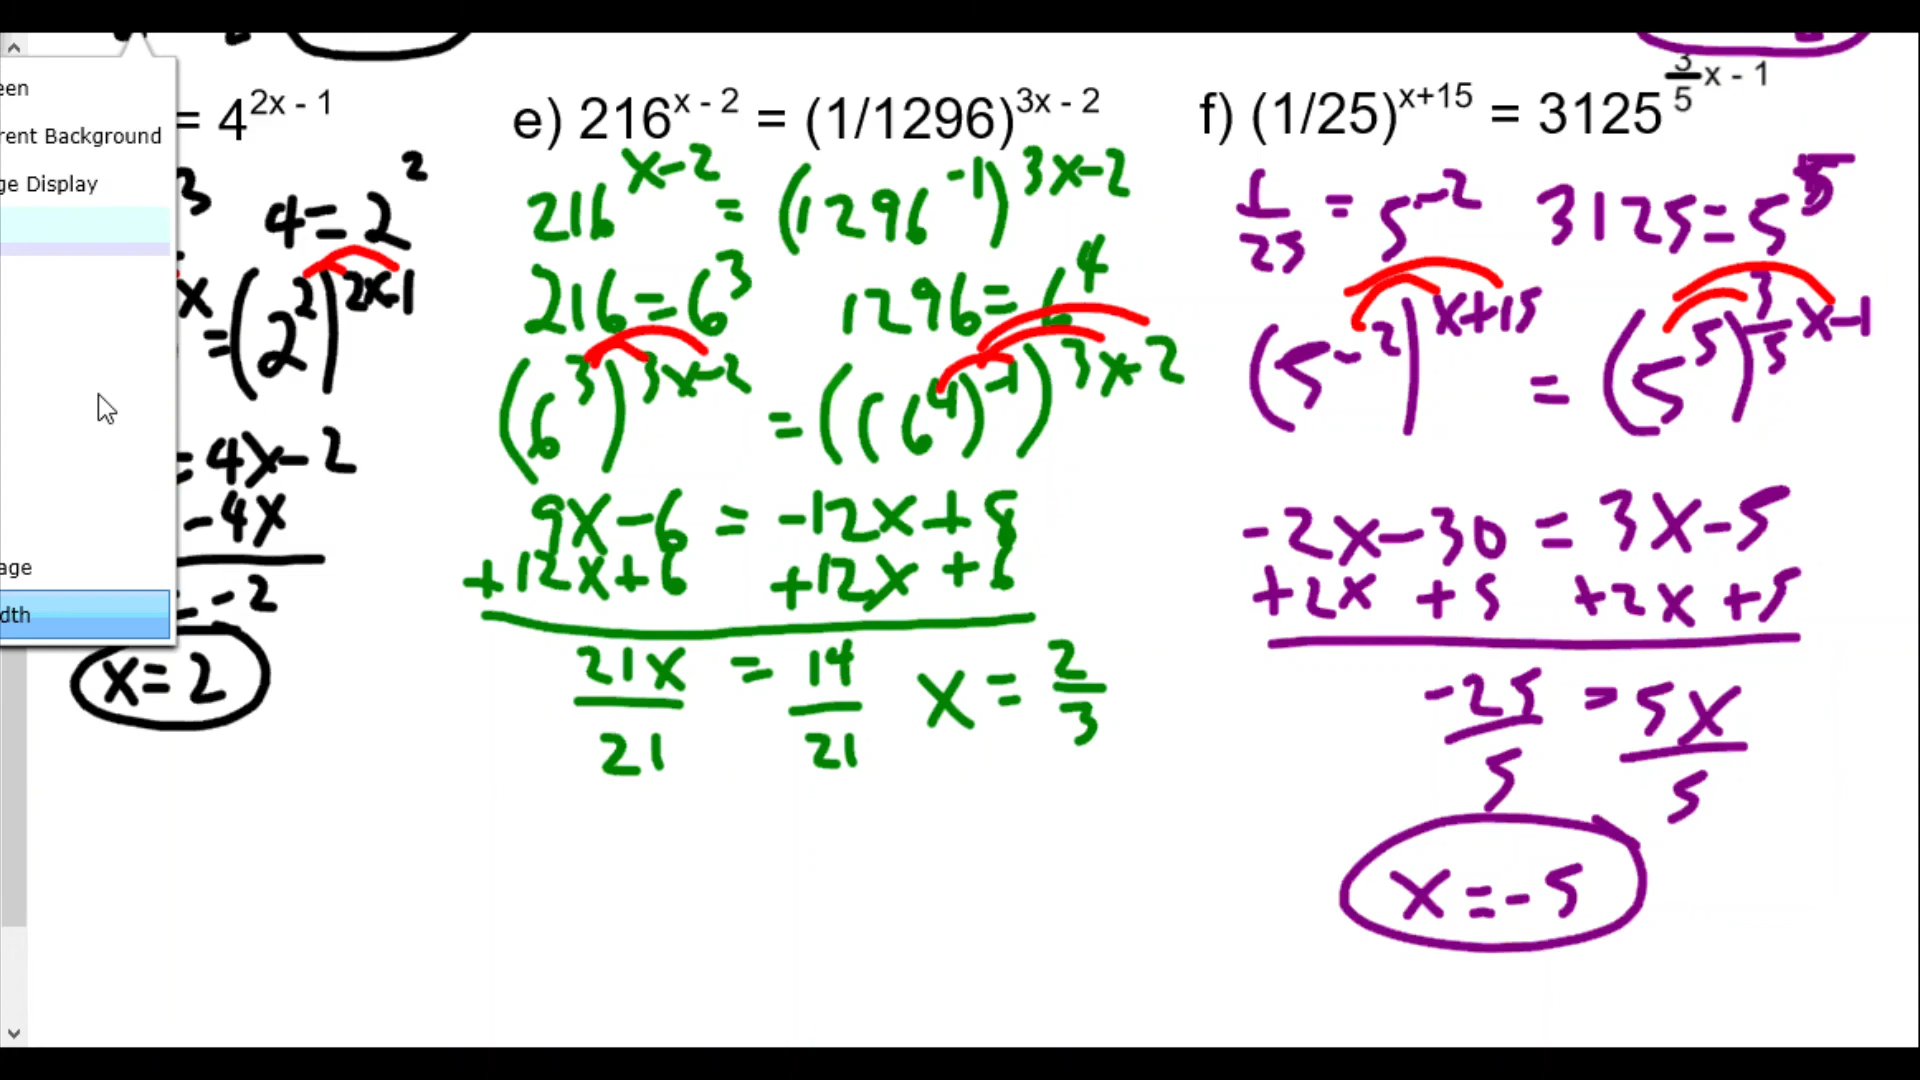 een
rent Background
ge Display
age
dth
= 4^{2x - 1}
3
4=2^2
x=(2^2)^{2x-1}
=4x-2
-4x
=-2
x=2
e) 216^{x - 2} = (1/1296)^{3x - 2}
216^{x-2} = (1296^{-1})^{3x-2}
216=6^3 1296=6^4
(6^3)^{3x-2} = ((6^4)^{-1})^{3x-2}
9x-6 = -12x+8
+12x+6 +12x+6
21x/21 = 14/21 x = 2/3
f) (1/25)^{x+15} = 3125^{3/5 x - 1}
1/25 = 5^{-2} 3125=5^5
(5^{-2})^{x+15} = (5^5)^{3/5 x-1}
-2x-30 = 3x-5
+2x +5 +2x +5
-25/5 = 5x/5
x=-5